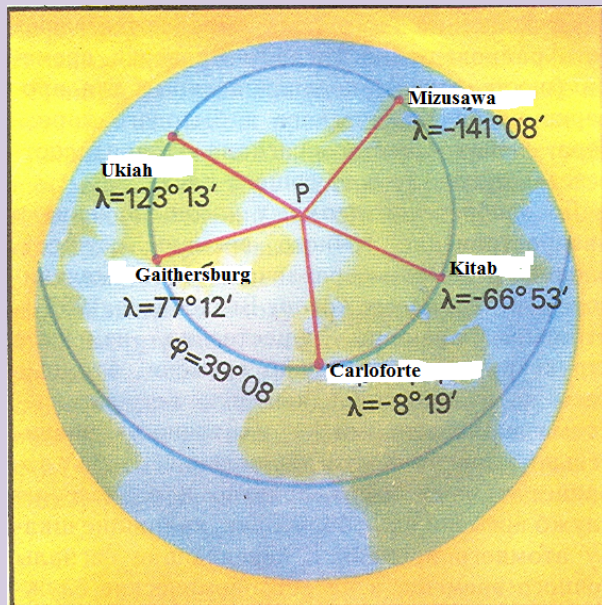 Mizusawa
λ=-141°08′
Ukiah
λ=123°13′
P
Gaithersburg
λ=77°12′
Kitab
λ=-66°53′
φ=39°08
Carloforte
λ=-8°19′